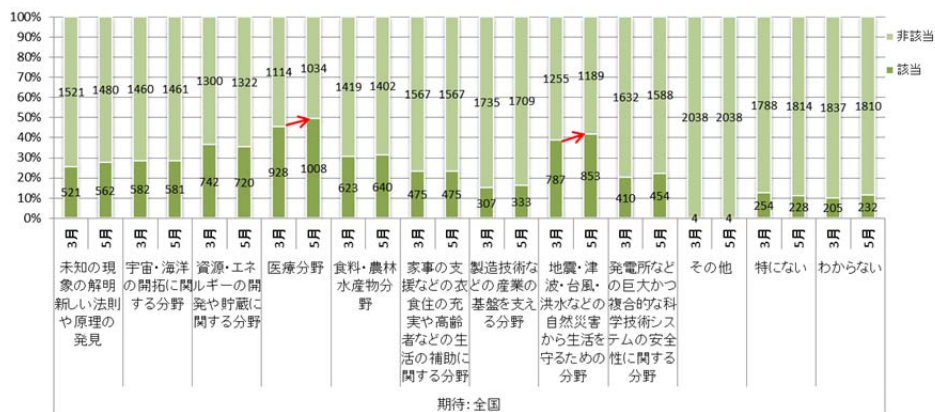 100%
90%
80%
70%
60%
50%
40%
30%
20%
10%
0%
1521 1480 1460 1461 1300 1322 1114 1034 1419 1402 1567 1567 1735 1709 1255 1189 1632 1588 2038 2038 1788 1814 1837 1810
521 562 582 581 742 720 928 1008 623 640 475 475 307 333 787 853 410 454 4 4 254 228 205 232
非該当
該当
3月 5月 3月 5月 3月 5月 3月 5月 3月 5月 3月 5月 3月 5月 3月 5月 3月 5月 3月 5月 3月 5月 3月 5月
未知の現
象の解明
新しい法則
や原理の
発見
宇宙・海洋
の開拓に関
する分野
資源・エネ
ルギーの開
発や貯蔵に
関する分野
医療分野
食料・農林
水産物分
野
家事の支
援などの衣
食住の充
実や高齢
者などの生
活の補助に
関する分野
製造技術な
どの産業の
基盤を支え
る分野
地震・津
波・台風・
洪水などの
自然災害
から生活を
守るための
分野
発電所など
の巨大かつ
複合的な科
学技術シス
テムの安全
性に関する
分野
その他
特にない
わからない
期待:全国